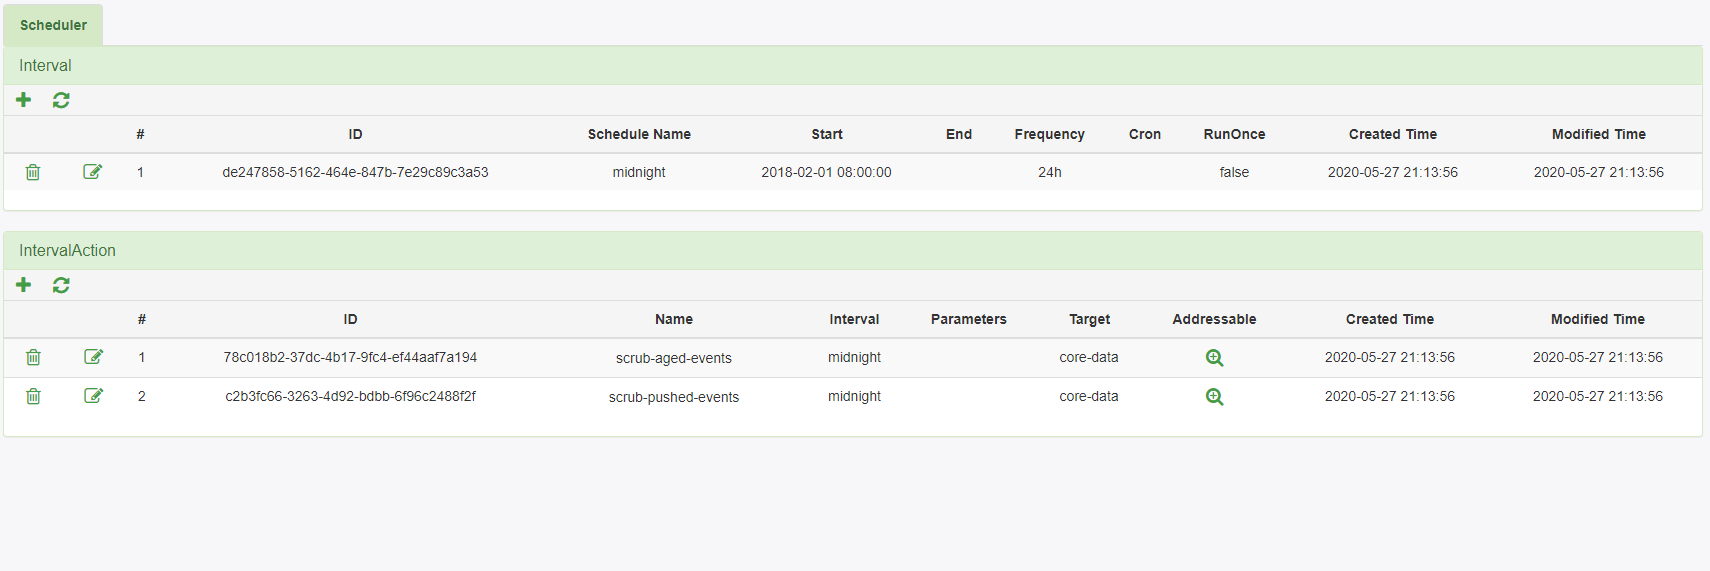 Scheduler
Interval
# ID Schedule Name Start End Frequency Cron RunOnce Created Time Modified Time
1 de247858-5162-464e-847b-7e29c89c3a53 midnight 2018-02-01 08:00:00 24h false 2020-05-27 21:13:56 2020-05-27 21:13:56
IntervalAction
# ID Name Interval Parameters Target Addressable Created Time Modified Time
1 78c018b2-37dc-4b17-9fc4-ef44aaf7a194 scrub-aged-events midnight core-data 2020-05-27 21:13:56 2020-05-27 21:13:56
2 c2b3fc66-3263-4d92-bdbb-6f96c2488f2f scrub-pushed-events midnight core-data 2020-05-27 21:13:56 2020-05-27 21:13:56